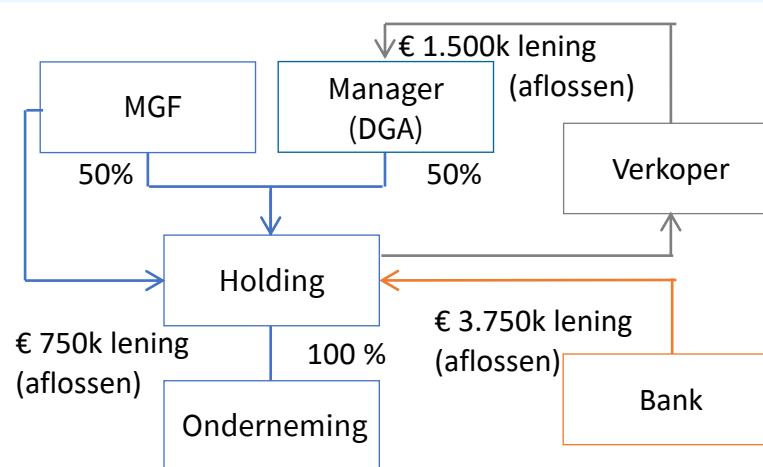 € 1.500k lening
(aflossen)
MGF
Manager
(DGA)
Verkoper
50%
50%
Holding
€ 750k lening
(aflossen)
100 %
€ 3.750k lening
(aflossen)
Onderneming
Bank